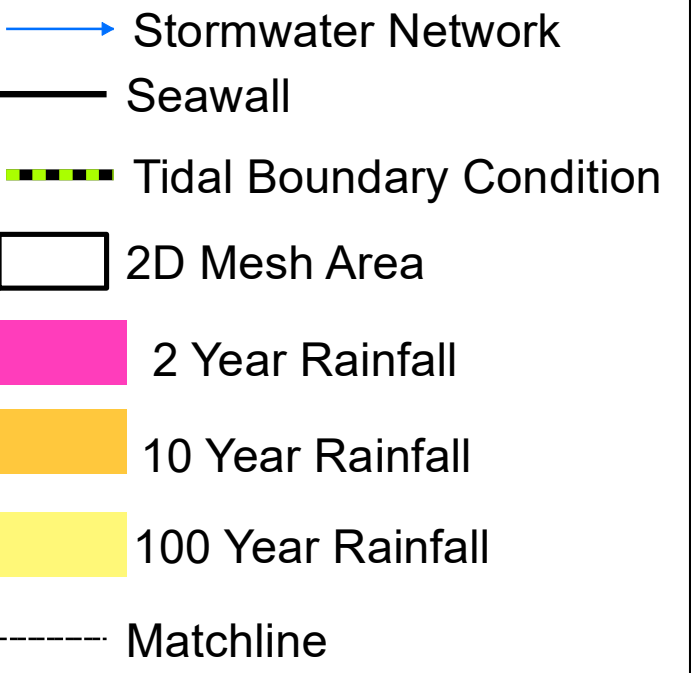 Stormwater Network
Seawall
Tidal Boundary Condition
2D Mesh Area
2 Year Rainfall
10 Year Rainfall
100 Year Rainfall
Matchline